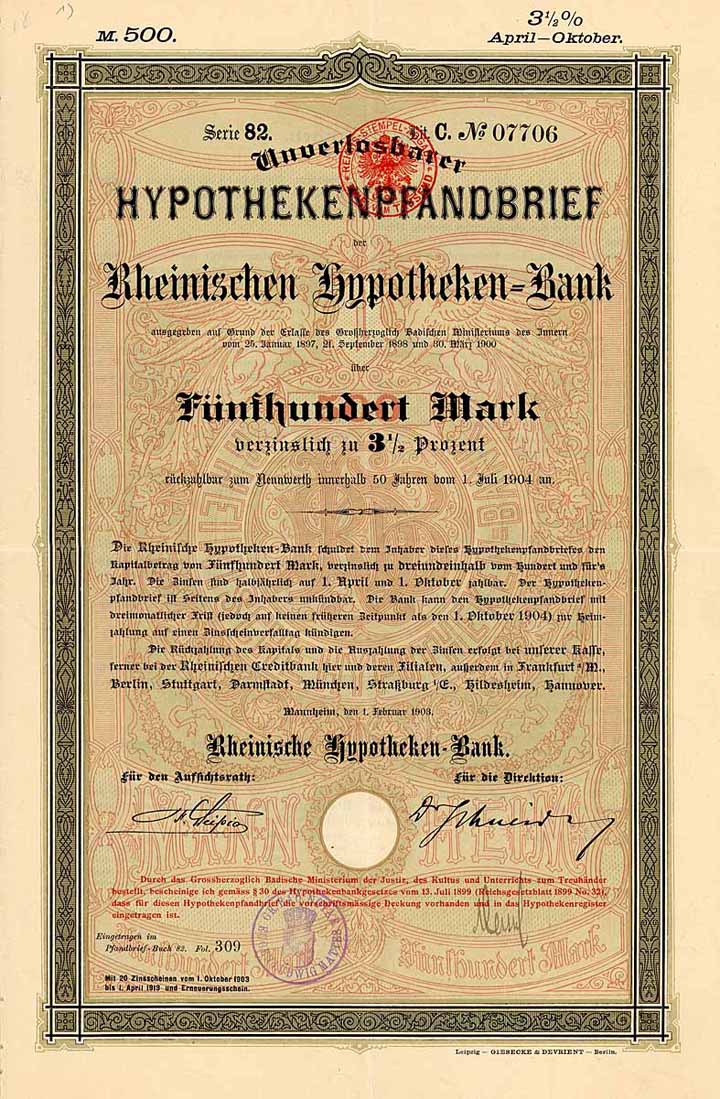 M. 500.
3½%
April—Oktober.
Serie 82.
Lit. C. № 07706
Unverlosbarer
HYPOTHEKENPFANDBRIEF
der
Rheinischen Hypotheken-Bank
ausgegeben auf Grund der Erlasse des Großherzoglich Badischen Ministeriums des Innern
vom 25. Januar 1897, 21. September 1898 und 30. März 1900
über
Fünfhundert Mark
verzinslich zu 3½ Prozent
rückzahlbar zum Nennwerth innerhalb 50 Jahren vom 1. Juli 1904 an.
Die Rheinische Hypotheken-Bank schuldet dem Inhaber dieses Hypothekenpfandbriefes den
Kapitalbetrag von Fünfhundert Mark, verzinslich zu dreiundeinhalb vom Hundert und für's
Jahr. Die Zinsen sind halbjährlich auf 1. April und 1. Oktober zahlbar. Der Hypotheken-
pfandbrief ist Seitens des Inhabers unkündbar. Die Bank kann den Hypothekenpfandbrief mit
dreimonatlicher Frist (jedoch auf keinen früheren Zeitpunkt als den 1. Oktober 1904) zur Heim-
zahlung auf einen Zinsscheinverfalltag kündigen.
Die Rückzahlung des Kapitals und die Auszahlung der Zinsen erfolgt bei unserer Kasse,
ferner bei der Rheinischen Creditbank hier und deren Filialen, außerdem in Frankfurt a/M.,
Berlin, Stuttgart, Darmstadt, München, Straßburg i/E., Hildesheim, Hannover.
Mannheim, den 1. Februar 1903.
Rheinische Hypotheken-Bank.
Für den Aufsichtsrath:
Für die Direktion:
MANNHEIM
Durch das Grossherzoglich Badische Ministerium der Justiz, des Kultus und Unterrichts zum Treuhänder
bestellt, bescheinige ich gemäss § 30 des Hypothekenbankgesetzes vom 13. Juli 1899 (Reichsgesetzblatt 1899 No. 32),
dass für diesen Hypothekenpfandbrief die vorschriftsmässige Deckung vorhanden und in das Hypothekenregister
eingetragen ist.
Eingetragen im
Pfandbrief-Buch 82. Fol. 309
Fünfhundert Mark
Fünfhundert Mark
Mit 20 Zinsscheinen vom 1. Oktober 1903
bis 1. April 1913 und Erneuerungsschein.
Leipzig — GIESECKE & DEVRIENT — Berlin.